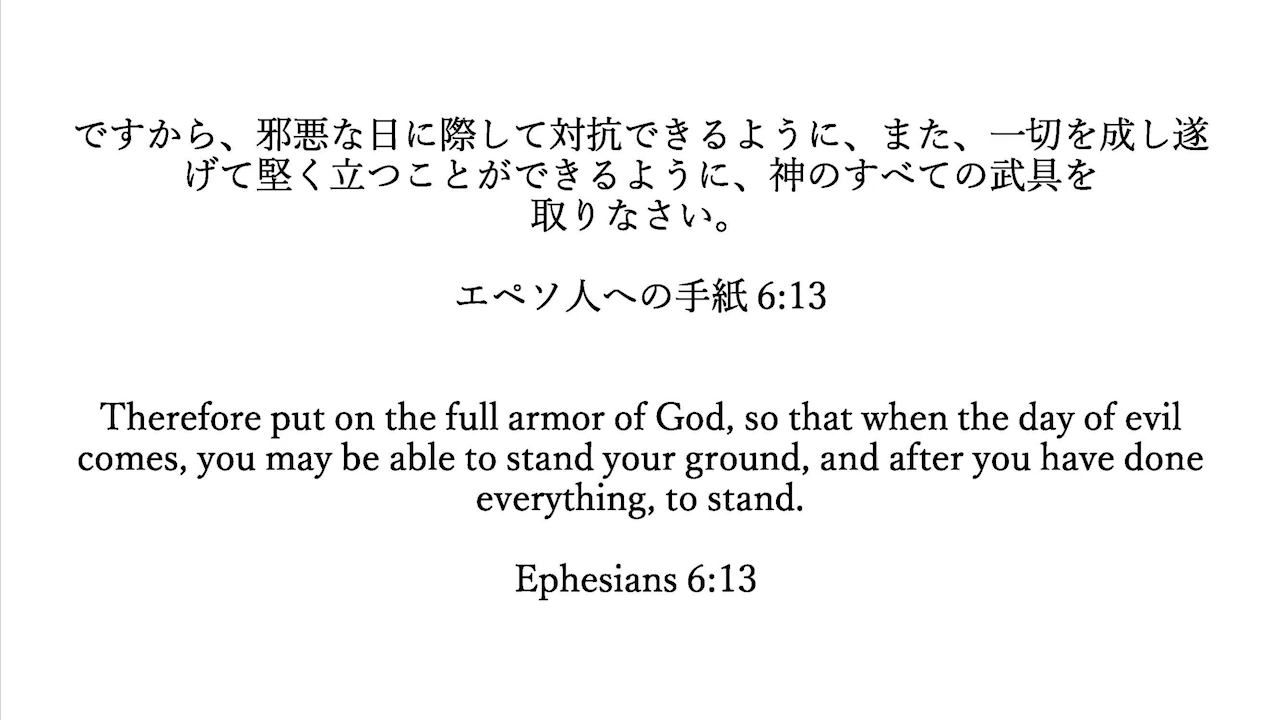 ですから、邪悪な日に際して対抗できるように、また、一切を成し遂
げて堅く立つことができるように、神のすべての武具を
取りなさい。
エペソ人への手紙 6:13
Therefore put on the full armor of God, so that when the day of evil
comes, you may be able to stand your ground, and after you have done
everything, to stand.
Ephesians 6:13